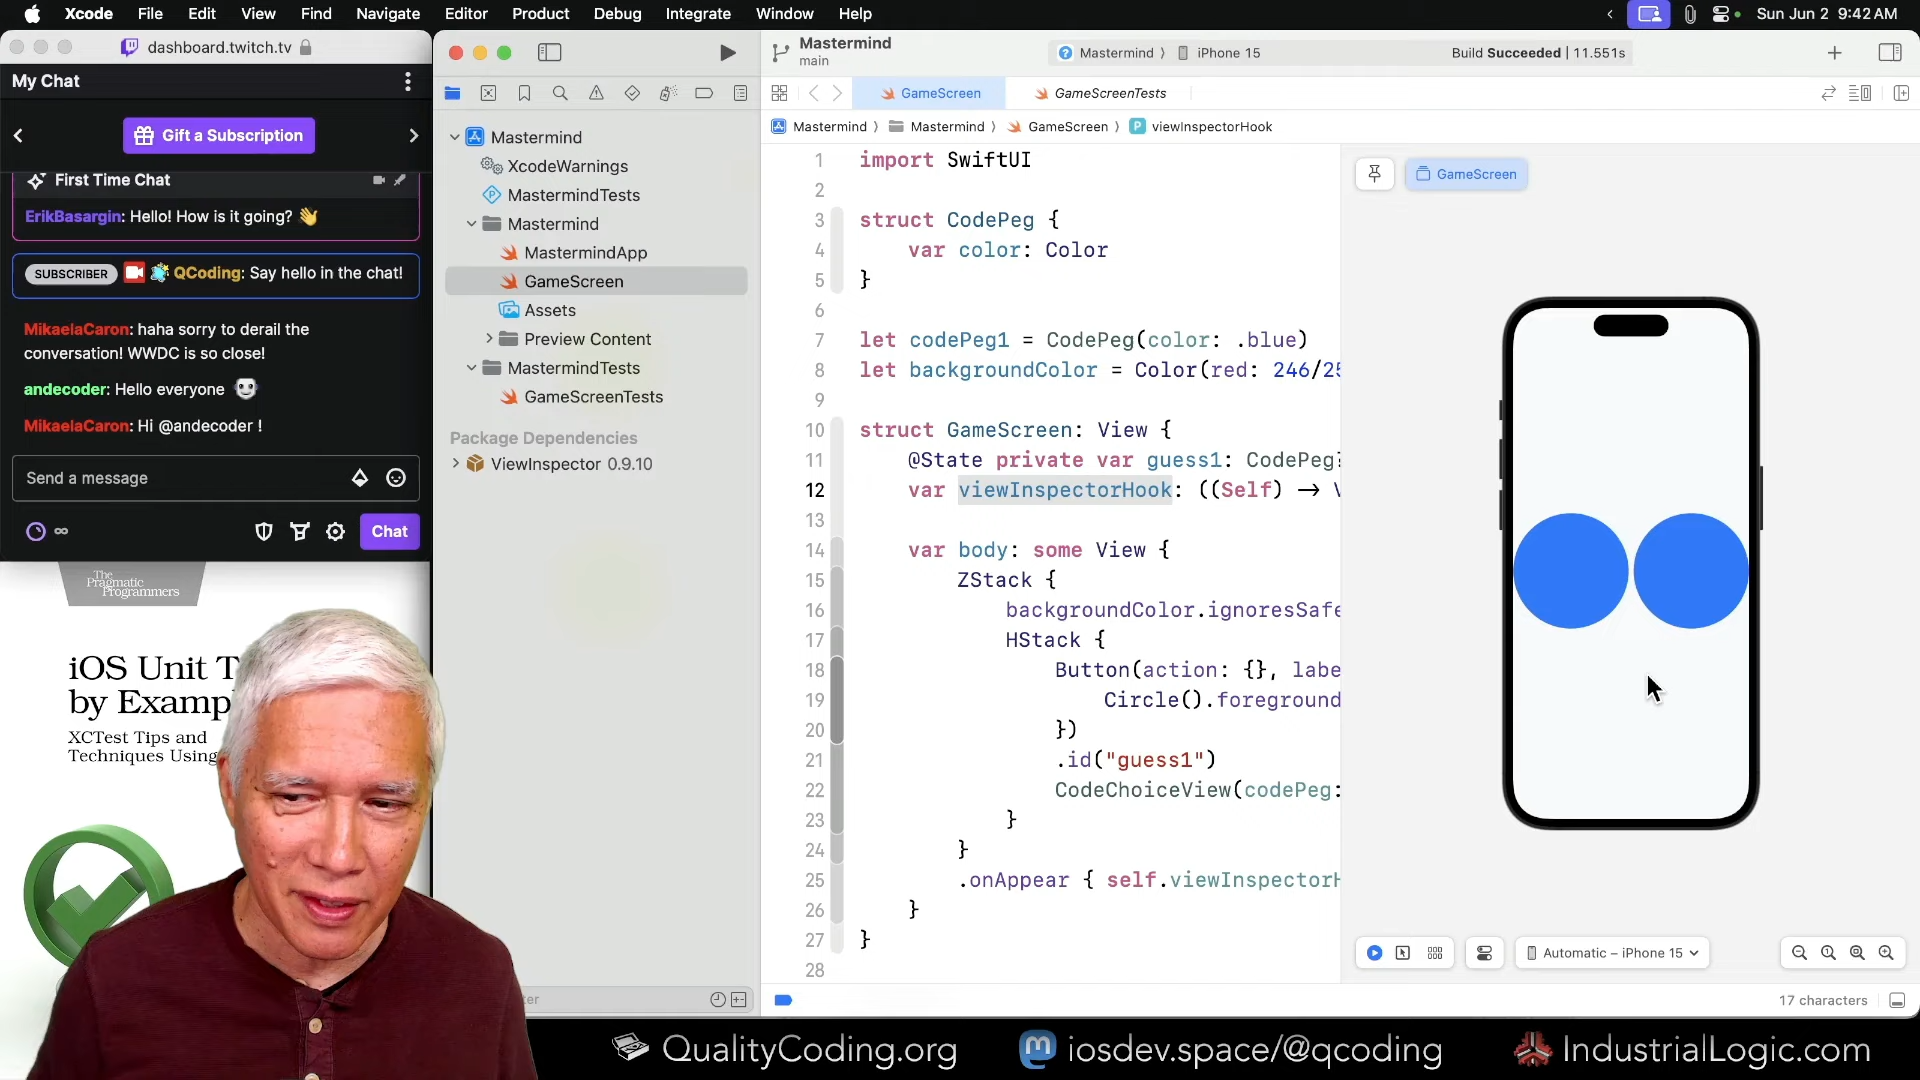 Xcode File Edit View Find Navigate Editor Product Debug Integrate Window Help
Sun Jun 2 9:42 AM
dashboard.twitch.tv
My Chat
Gift a Subscription
First Time Chat
ErikBasargin: Hello! How is it going? 👋
SUBSCRIBER QCoding: Say hello in the chat!
MikaelaCaron: haha sorry to derail the
conversation! WWDC is so close!
andecoder: Hello everyone
MikaelaCaron: Hi @andecoder !
Send a message
∞
Chat
The
Pragmatic
Programmers
iOS Unit T
by Examp
XCTest Tips and
Techniques Using
Mastermind
XcodeWarnings
MastermindTests
Mastermind
MastermindApp
GameScreen
Assets
Preview Content
MastermindTests
GameScreenTests
Package Dependencies
ViewInspector 0.9.10
Mastermind
main
Mastermind ⟩ iPhone 15
Build Succeeded | 11.551s
GameScreen
GameScreenTests
Mastermind ⟩ Mastermind ⟩ GameScreen ⟩ P viewInspectorHook
1 import SwiftUI
2
3 struct CodePeg {
4 var color: Color
5 }
6
7 let codePeg1 = CodePeg(color: .blue)
8 let backgroundColor = Color(red: 246/25
9
10 struct GameScreen: View {
11 @State private var guess1: CodePeg?
12 var viewInspectorHook: ((Self) -> V
13
14 var body: some View {
15 ZStack {
16 backgroundColor.ignoresSafe
17 HStack {
18 Button(action: {}, labe
19 Circle().foreground
20 })
21 .id("guess1")
22 CodeChoiceView(codePeg:
23 }
24 }
25 .onAppear { self.viewInspectorH
26 }
27 }
28
GameScreen
Automatic – iPhone 15
17 characters
QualityCoding.org
iosdev.space/@qcoding
IndustrialLogic.com